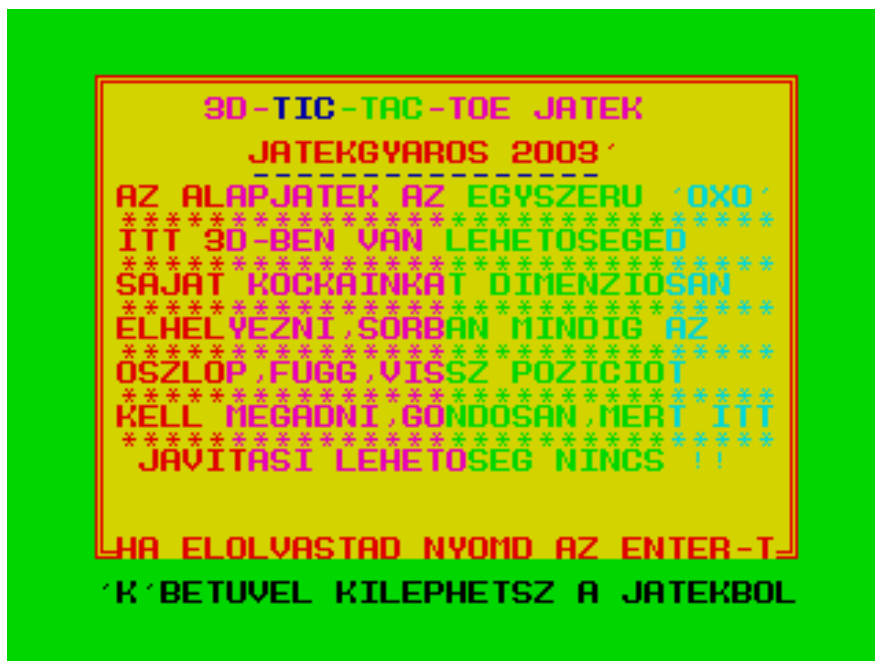 3D-TIC-TAC-TOE JATEK
JATEKGYAROS 2003´
----------------
AZ ALAPJATEK AZ EGYSZERU ´OXO´
******************************
ITT 3D-BEN VAN LEHETOSEGED
******************************
SAJAT KOCKAINKAT DIMENZIOSAN
******************************
ELHELYEZNI,SORBAN MINDIG AZ
******************************
OSZLOP,FUGG,VISSZ POZICIOT
******************************
KELL MEGADNI,GONDOSAN,MERT ITT
******************************
JAVITASI LEHETOSEG NINCS !!
HA ELOLVASTAD NYOMD AZ ENTER-T
´K´BETUVEL KILEPHETSZ A JATEKBOL